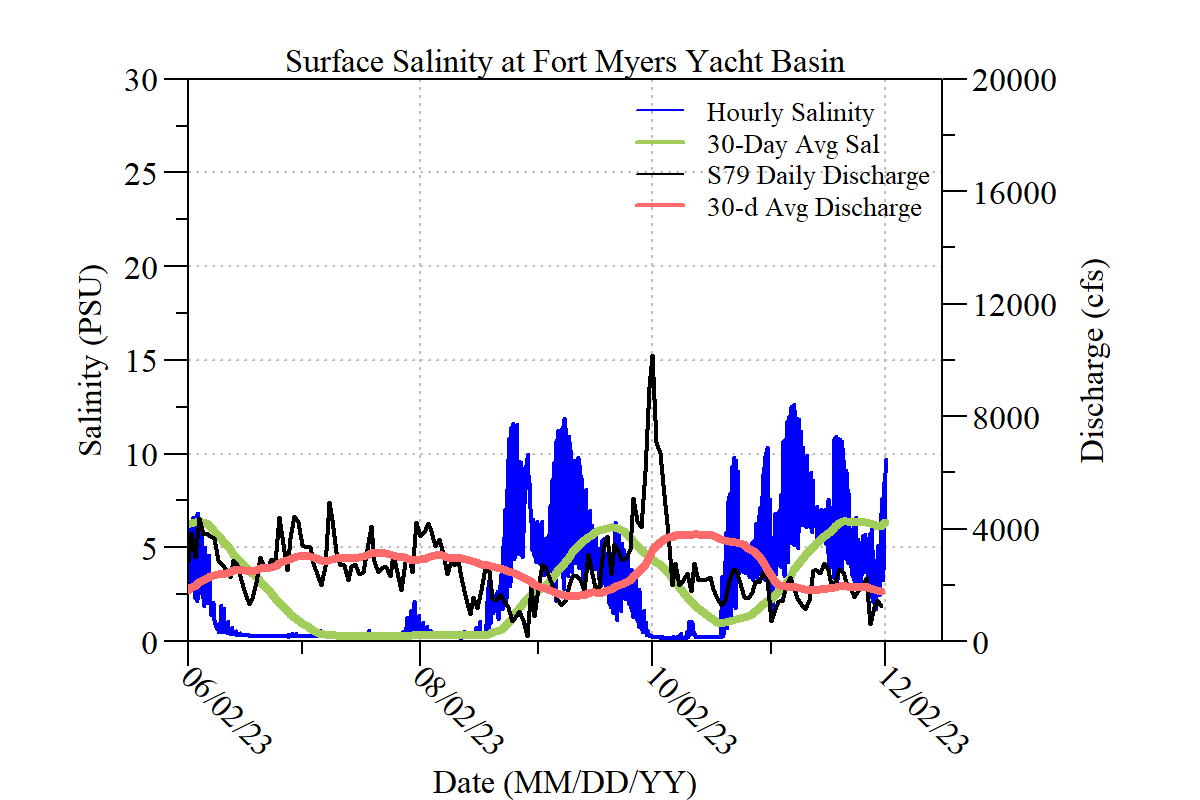 Surface Salinity at Fort Myers Yacht Basin
30
25
20
15
10
5
0
Salinity (PSU)
Hourly Salinity
30-Day Avg Sal
S79 Daily Discharge
30-d Avg Discharge
20000
16000
12000
8000
4000
0
Discharge (cfs)
06/02/23
08/02/23
10/02/23
12/02/23
Date (MM/DD/YY)